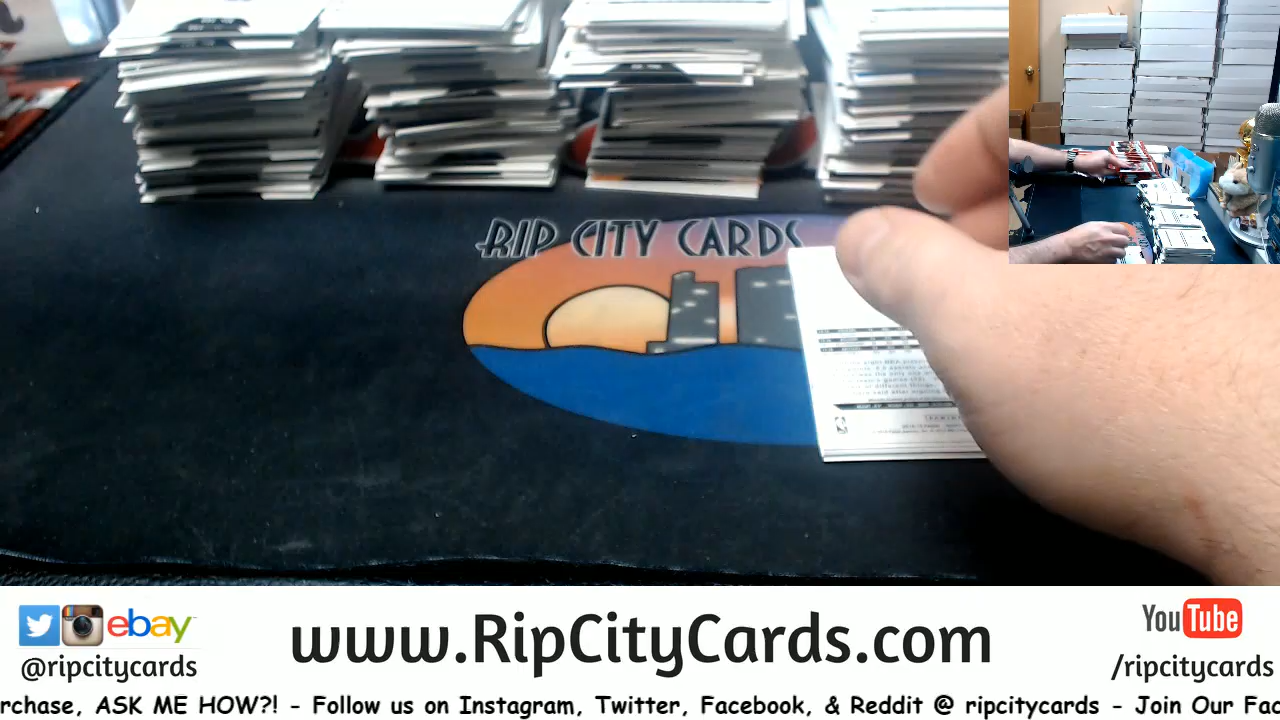 RIP CITY CARDS
ebay
@ripcitycards
www.RipCityCards.com
YouTube
/ripcitycards
rchase, ASK ME HOW?! - Follow us on Instagram, Twitter, Facebook, & Reddit @ ripcitycards - Join Our Fac